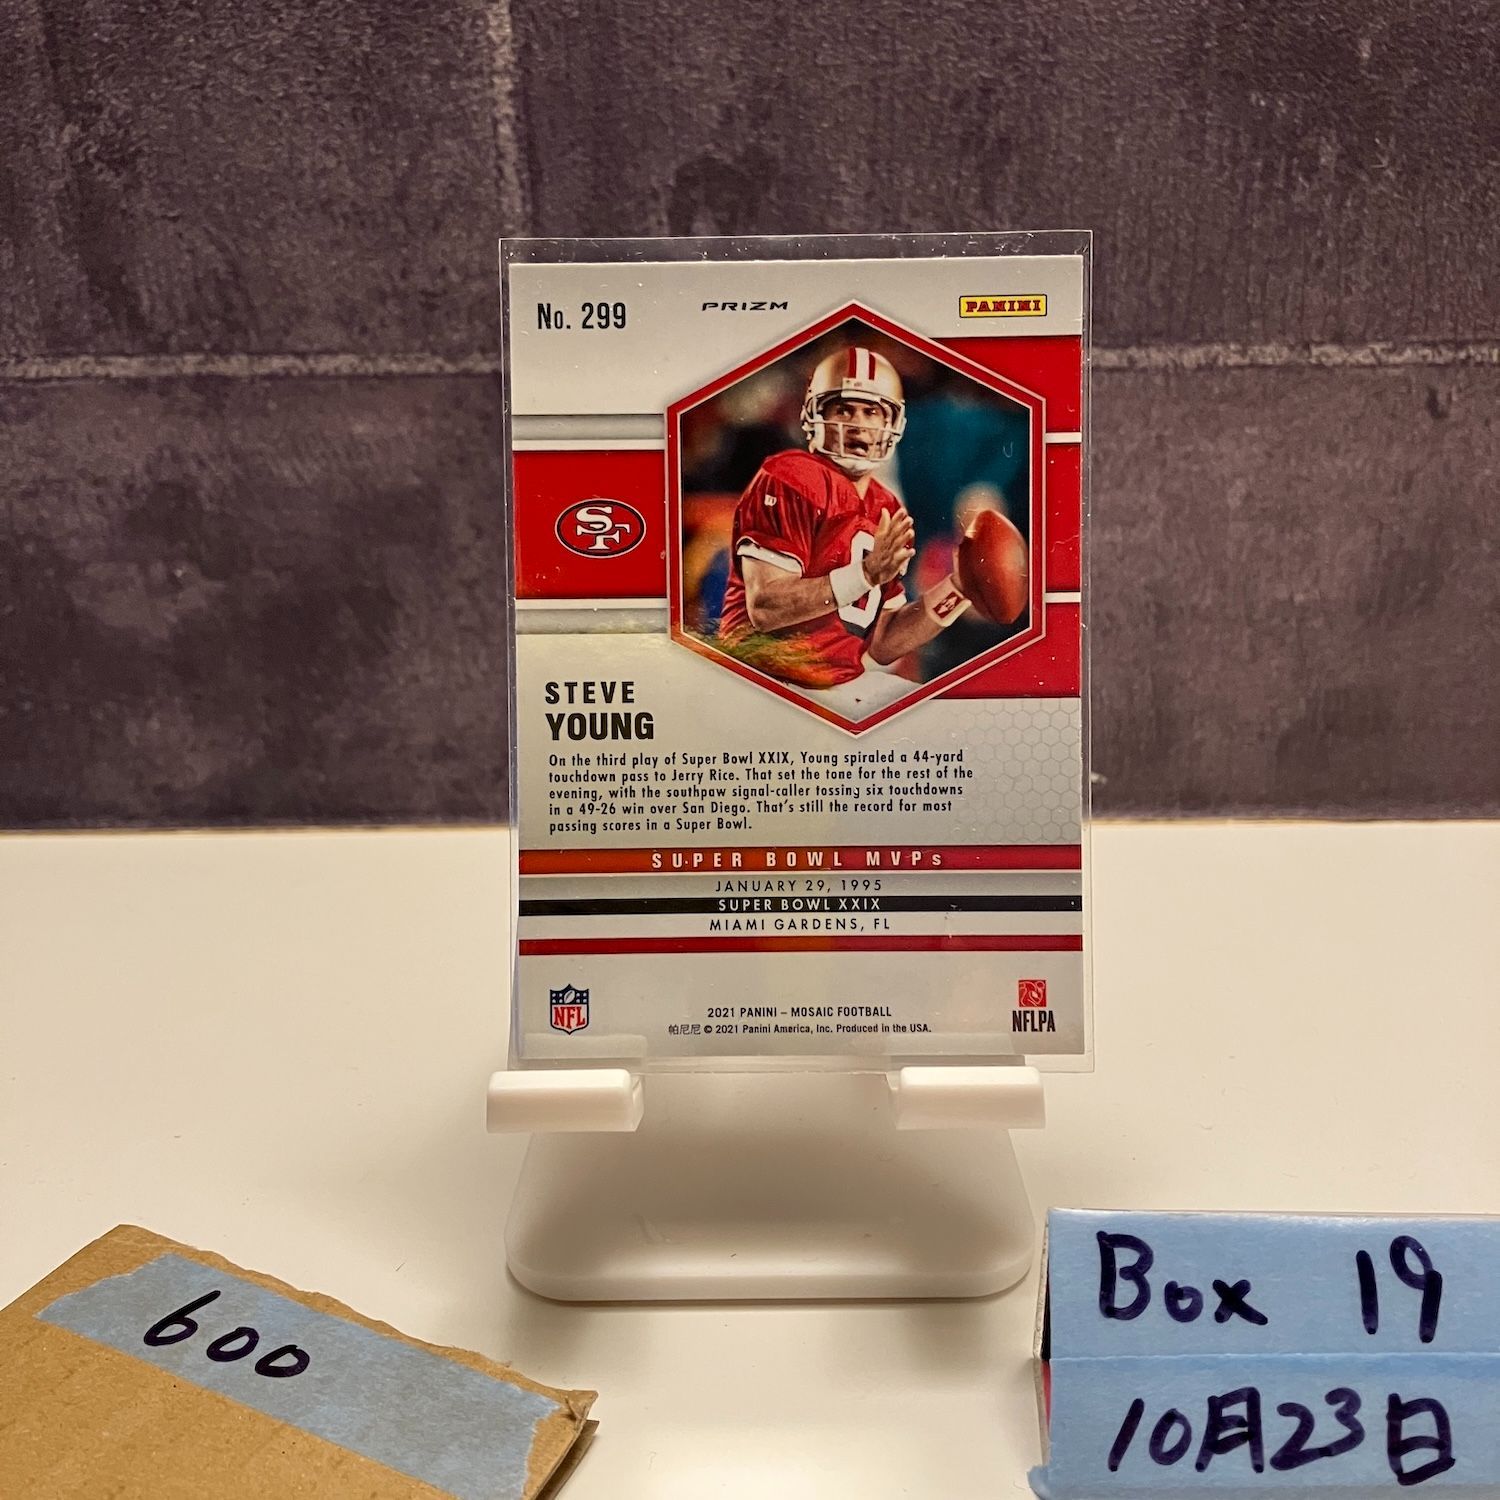 No. 299
PRIZM
PANINI
SF
STEVE
YOUNG
On the third play of Super Bowl XXIX, Young spiraled a 44-yard
touchdown pass to Jerry Rice. That set the tone for the rest of the
evening, with the southpaw signal-caller tossing six touchdowns
in a 49-26 win over San Diego. That's still the record for most
passing scores in a Super Bowl.
SUPER BOWL MVPs
JANUARY 29, 1995
SUPER BOWL XXIX
MIAMI GARDENS, FL
NFL
2021 PANINI – MOSAIC FOOTBALL
帕尼尼 © 2021 Panini America, Inc. Produced in the USA.
NFLPA
600
Box 19
10月23日